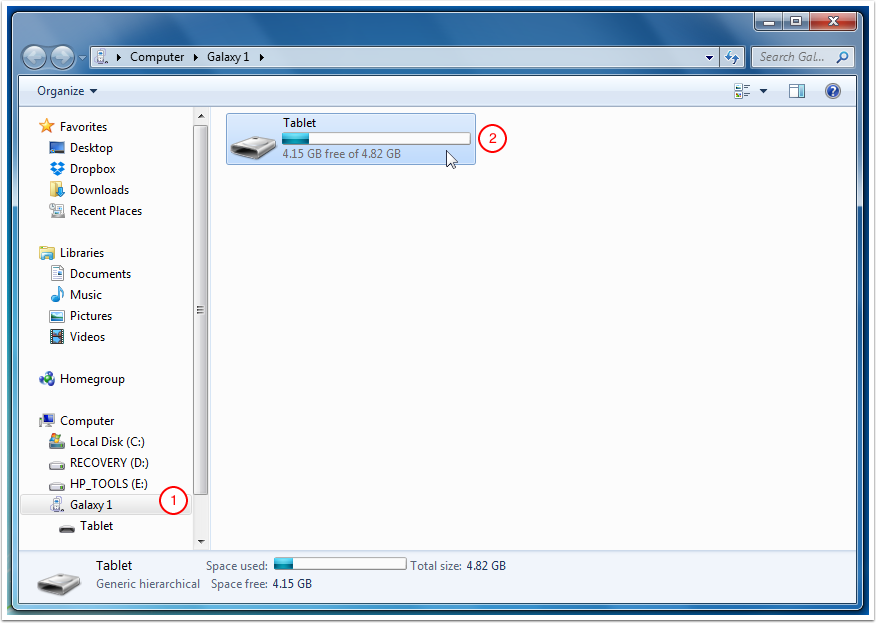 Computer Galaxy 1
Search Gal...
Organize
Favorites
Desktop
Dropbox
Downloads
Recent Places
Libraries
Documents
Music
Pictures
Videos
Homegroup
Computer
Local Disk (C:)
RECOVERY (D:)
HP_TOOLS (E:)
Galaxy 1
1
Tablet
Tablet
2
4.15 GB free of 4.82 GB
Tablet Space used: Total size: 4.82 GB
Generic hierarchical Space free: 4.15 GB